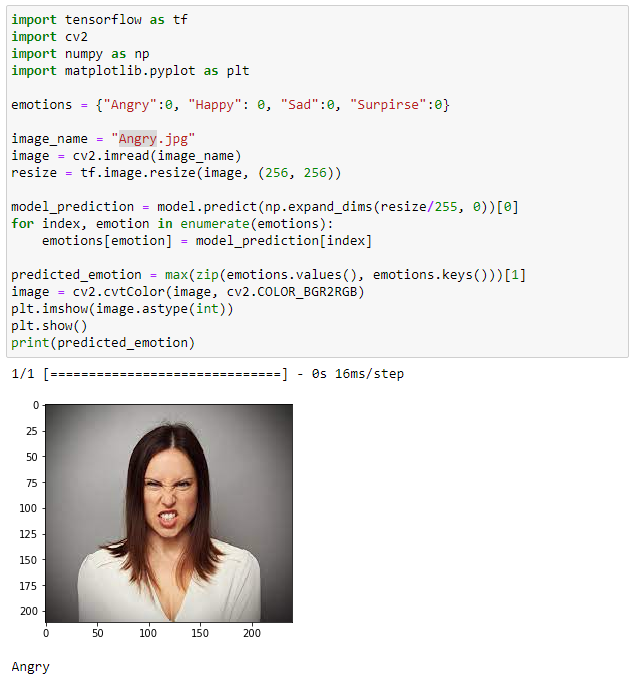 import tensorflow as tf
import cv2
import numpy as np
import matplotlib.pyplot as plt
emotions = {"Angry":0, "Happy": 0, "Sad":0, "Surpirse":0}
image_name = "Angry.jpg"
image = cv2.imread(image_name)
resize = tf.image.resize(image, (256, 256))
model_prediction = model.predict(np.expand_dims(resize/255, 0))[0]
for index, emotion in enumerate(emotions):
    emotions[emotion] = model_prediction[index]
predicted_emotion = max(zip(emotions.values(), emotions.keys()))[1]
image = cv2.cvtColor(image, cv2.COLOR_BGR2RGB)
plt.imshow(image.astype(int))
plt.show()
print(predicted_emotion)
1/1 [==============================] - 0s 16ms/step
0
25
50
75
100
125
150
175
200
0 50 100 150 200
Angry